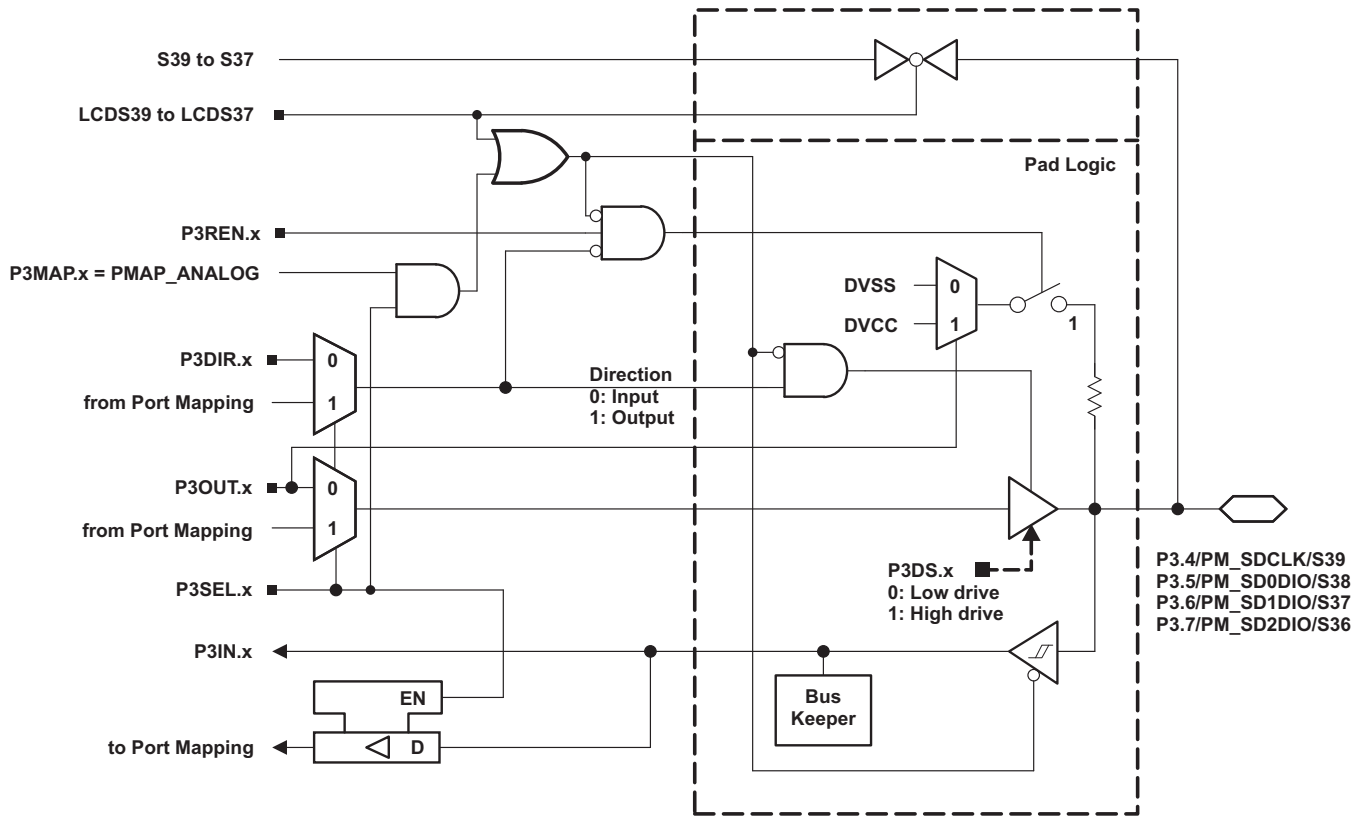 S39 to S37
LCDS39 to LCDS37
Pad Logic
P3REN.x
P3MAP.x = PMAP_ANALOG
DVSS
0
DVCC
1
1
P3DIR.x
0
from Port Mapping
1
Direction
0: Input
1: Output
P3OUT.x
0
from Port Mapping
1
P3DS.x
0: Low drive
1: High drive
P3.4/PM_SDCLK/S39
P3.5/PM_SD0DIO/S38
P3.6/PM_SD1DIO/S37
P3.7/PM_SD2DIO/S36
P3SEL.x
P3IN.x
EN
Bus
Keeper
to Port Mapping
D